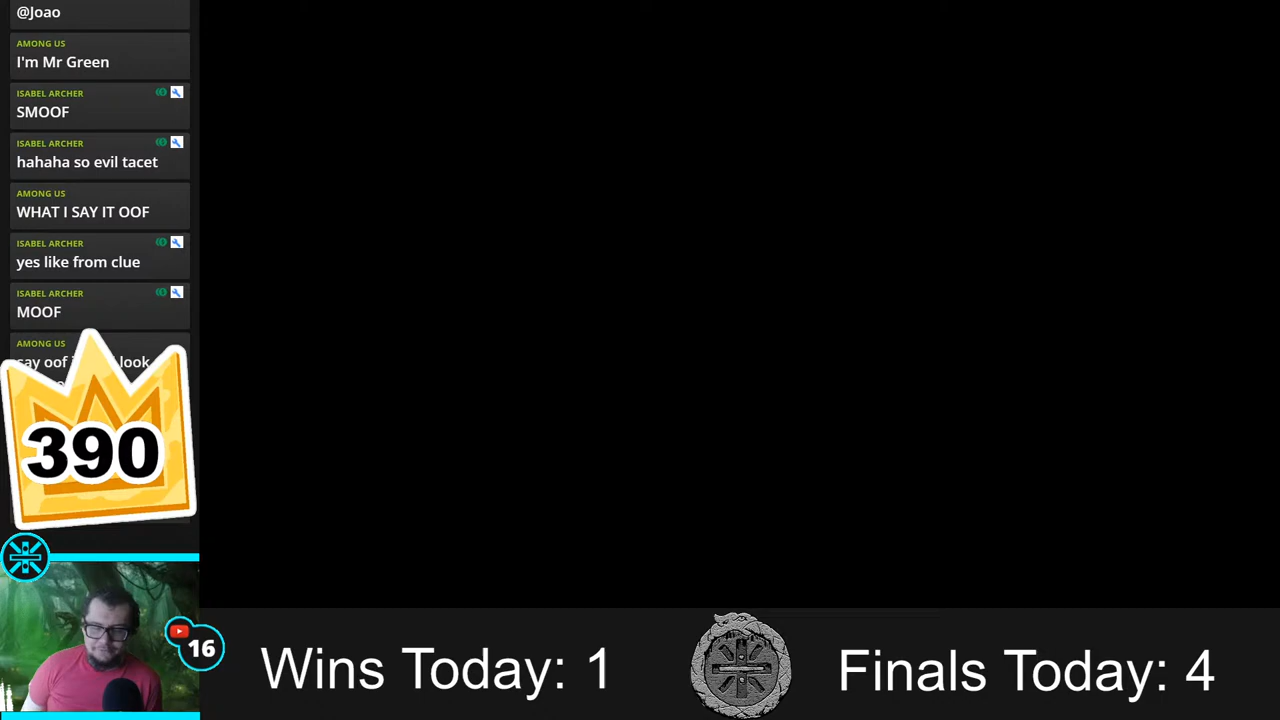 @Joao
AMONG US
I'm Mr Green
ISABEL ARCHER
SMOOF
ISABEL ARCHER
hahaha so evil tacet
AMONG US
WHAT I SAY IT OOF
ISABEL ARCHER
yes like from clue
ISABEL ARCHER
MOOF
AMONG US
say oof look
390
16
Wins Today: 1
Finals Today: 4